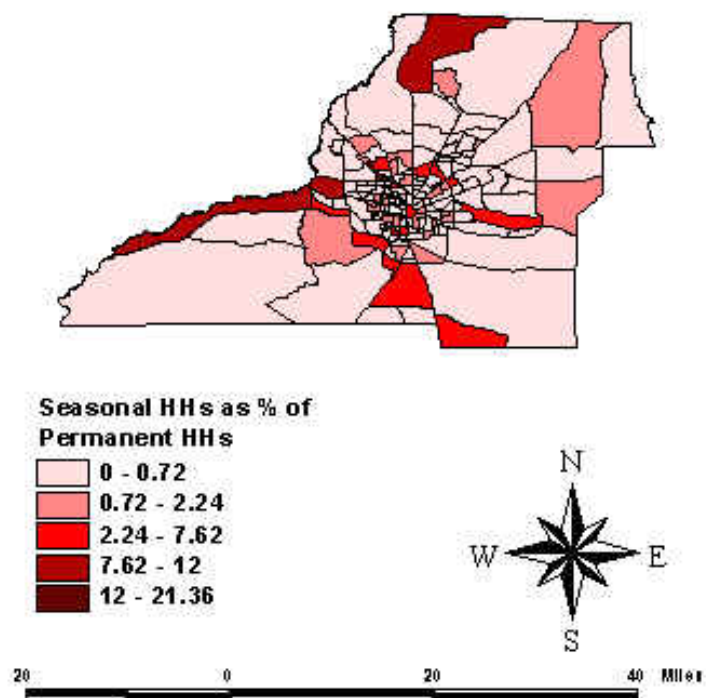 Seasonal HHs as % of
Permanent HHs
0 - 0.72
0.72 - 2.24
2.24 - 7.62
7.62 - 12
12 - 21.36
N
W E
S
20 0 20 40 Miles